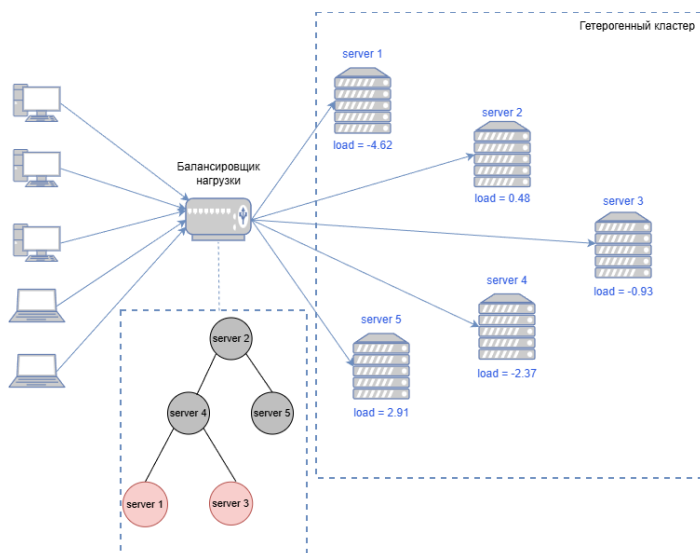 Гетерогенный кластер
server 1
load = -4.62
server 2
load = 0.48
Балансировщик
нагрузки
server 3
load = -0.93
server 4
load = -2.37
server 5
load = 2.91
server 2
server 4
server 5
server 1
server 3